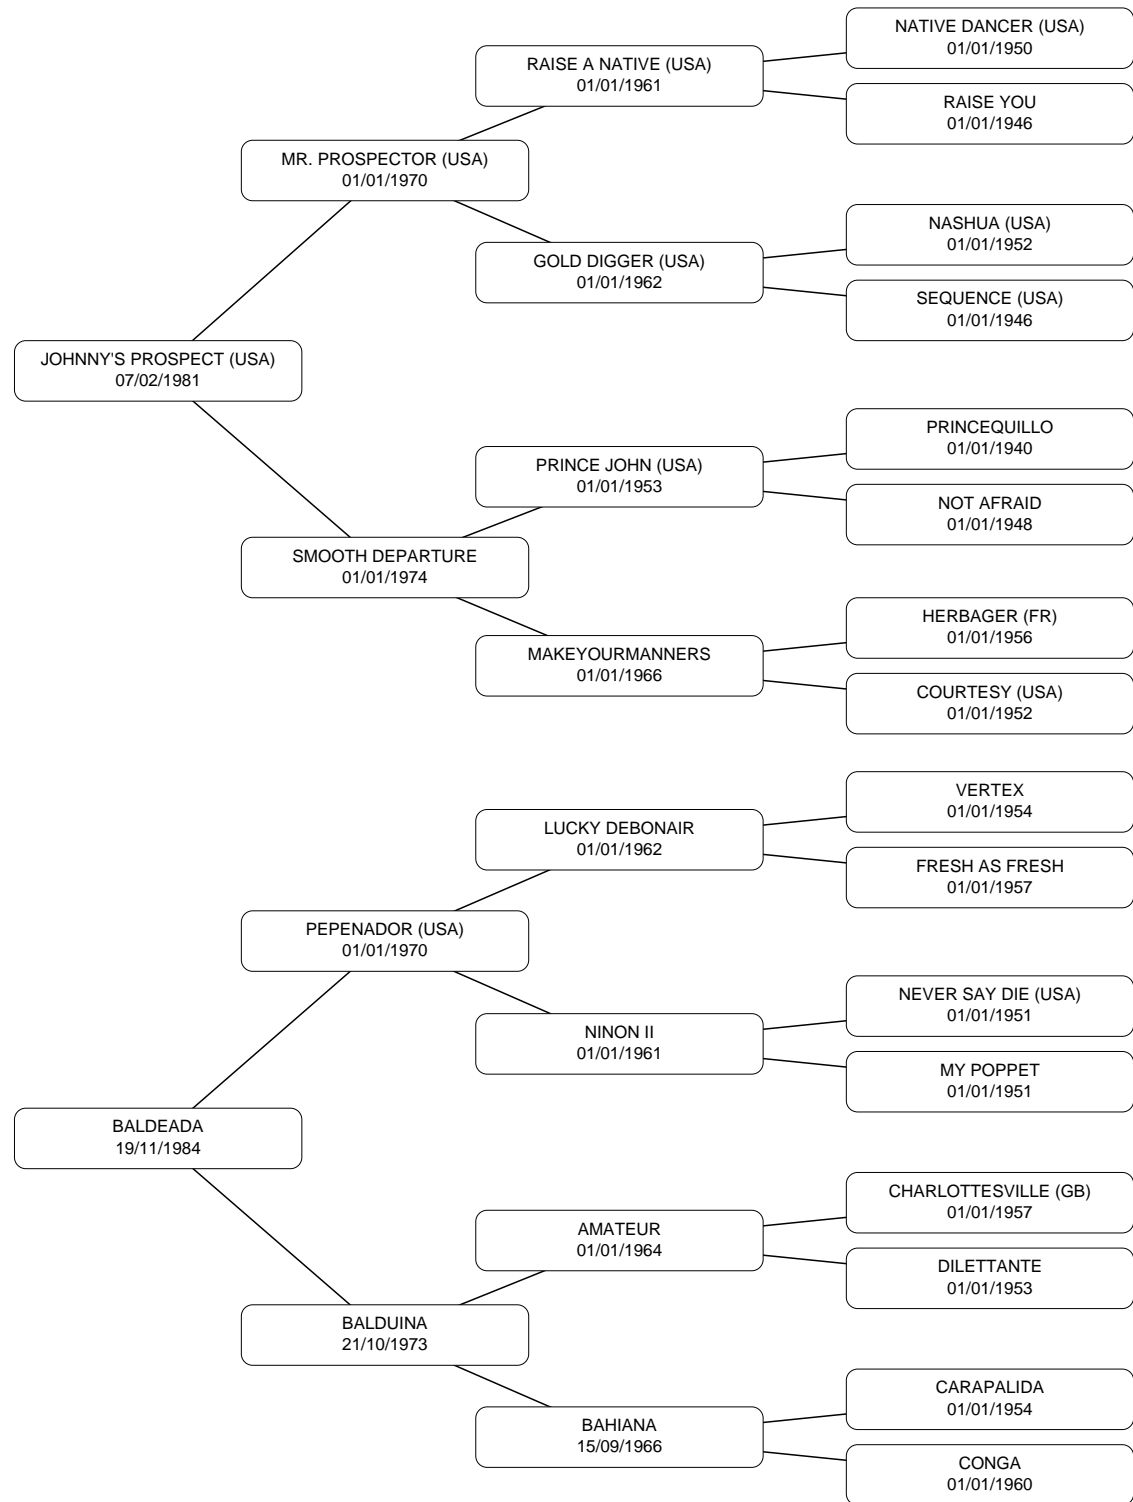 NATIVE DANCER (USA)
01/01/1950
RAISE A NATIVE (USA)
01/01/1961
RAISE YOU
01/01/1946
MR. PROSPECTOR (USA)
01/01/1970
NASHUA (USA)
01/01/1952
GOLD DIGGER (USA)
01/01/1962
SEQUENCE (USA)
01/01/1946
JOHNNY'S PROSPECT (USA)
07/02/1981
PRINCEQUILLO
01/01/1940
PRINCE JOHN (USA)
01/01/1953
NOT AFRAID
01/01/1948
SMOOTH DEPARTURE
01/01/1974
HERBAGER (FR)
01/01/1956
MAKEYOURMANNERS
01/01/1966
COURTESY (USA)
01/01/1952
VERTEX
01/01/1954
LUCKY DEBONAIR
01/01/1962
FRESH AS FRESH
01/01/1957
PEPENADOR (USA)
01/01/1970
NEVER SAY DIE (USA)
01/01/1951
NINON II
01/01/1961
MY POPPET
01/01/1951
BALDEADA
19/11/1984
CHARLOTTESVILLE (GB)
01/01/1957
AMATEUR
01/01/1964
DILETTANTE
01/01/1953
BALDUINA
21/10/1973
CARAPALIDA
01/01/1954
BAHIANA
15/09/1966
CONGA
01/01/1960